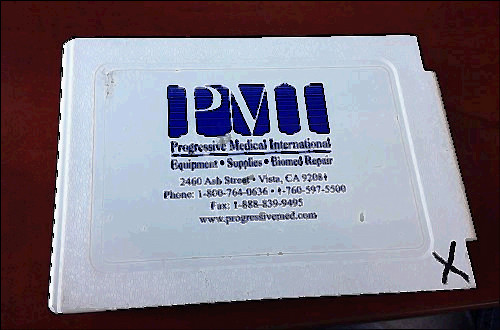 PMI
Progressive Medical International
Equipment • Supplies • Biomed Repair
2460 Ash Street • Vista, CA 92081
Phone: 1-800-764-0636 • 1-760-597-5500
Fax: 1-888-839-9495
www.progressivemed.com
X